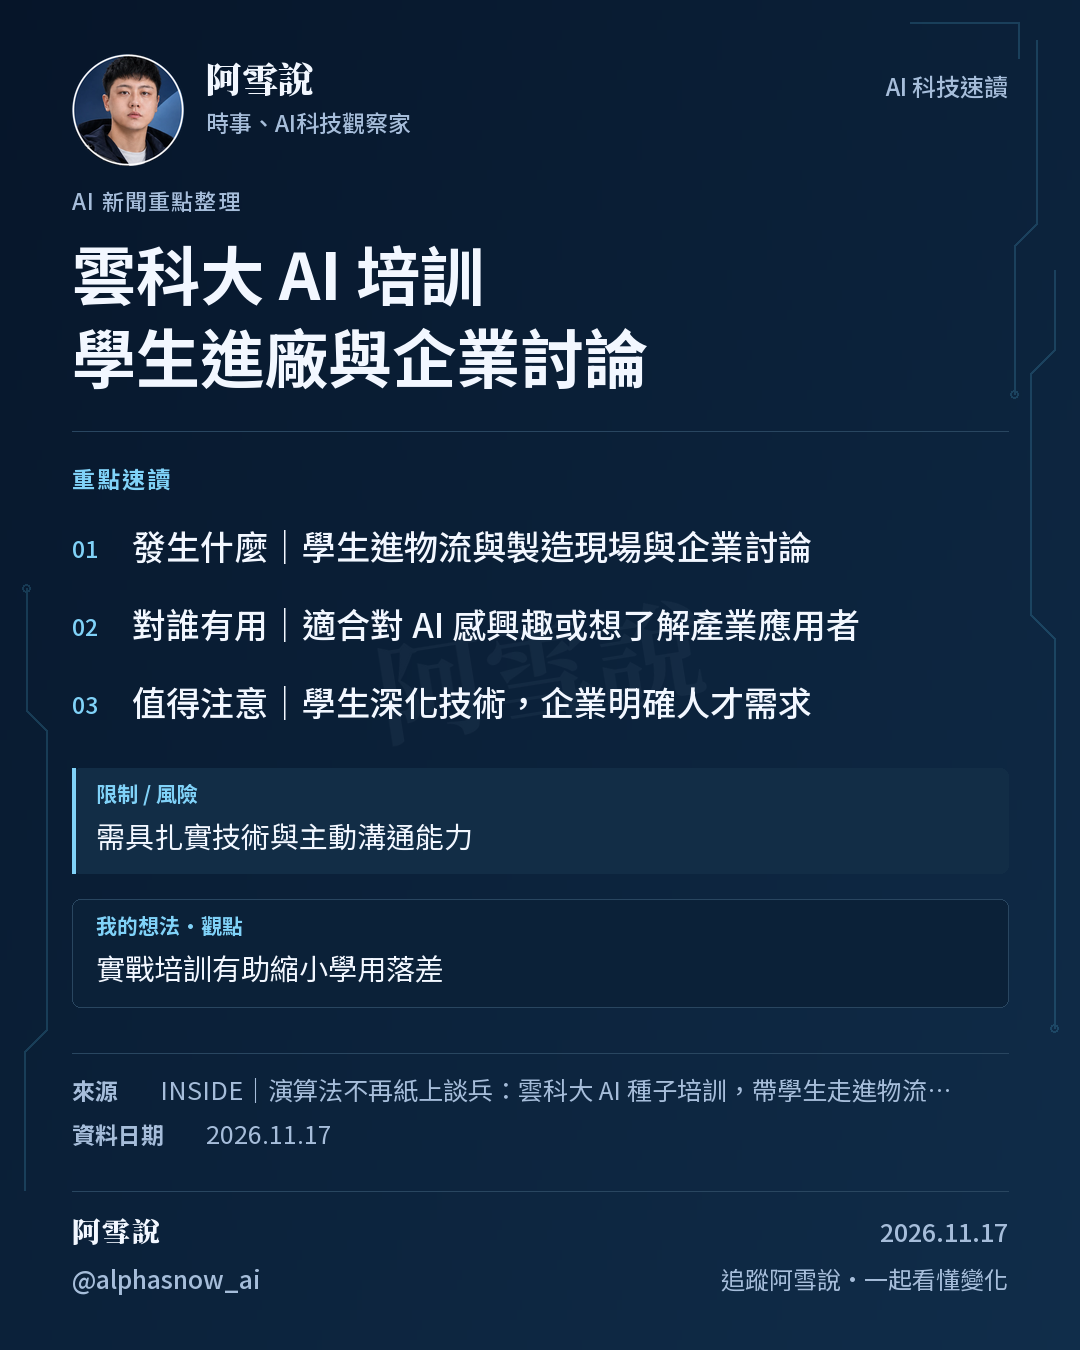 阿雪說
時事、AI科技觀察家
AI 科技速讀
AI 新聞重點整理
雲科大 AI 培訓
學生進廠與企業討論
重點速讀
01 發生什麼｜學生進物流與製造現場與企業討論
02 對誰有用｜適合對 AI 感興趣或想了解產業應用者
03 值得注意｜學生深化技術，企業明確人才需求
阿雪說
限制 / 風險
需具扎實技術與主動溝通能力
我的想法・觀點
實戰培訓有助縮小學用落差
來源 INSIDE｜演算法不再紙上談兵：雲科大 AI 種子培訓，帶學生走進物流…
資料日期 2026.11.17
阿雪說
2026.11.17
@alphasnow_ai
追蹤阿雪說・一起看懂變化